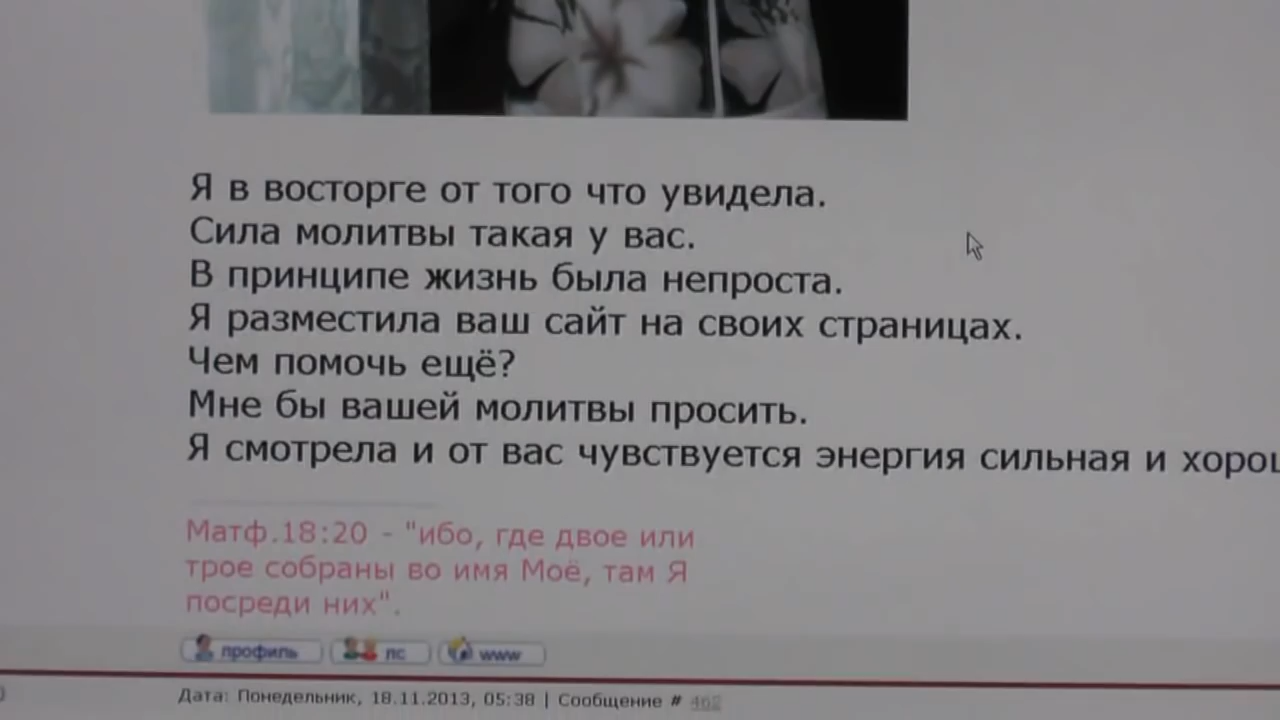 Я в восторге от того что увидела.
Сила молитвы такая у вас.
В принципе жизнь была непроста.
Я разместила ваш сайт на своих страницах.
Чем помочь ещё?
Мне бы вашей молитвы просить.
Я смотрела и от вас чувствуется энергия сильная и
Матф.18:20 - "ибо, где двое или
трое собраны во имя Моё, там Я
посреди них".
профиль лс www
Дата: Понедельник, 18.11.2013, 05:38 | Сообщение #